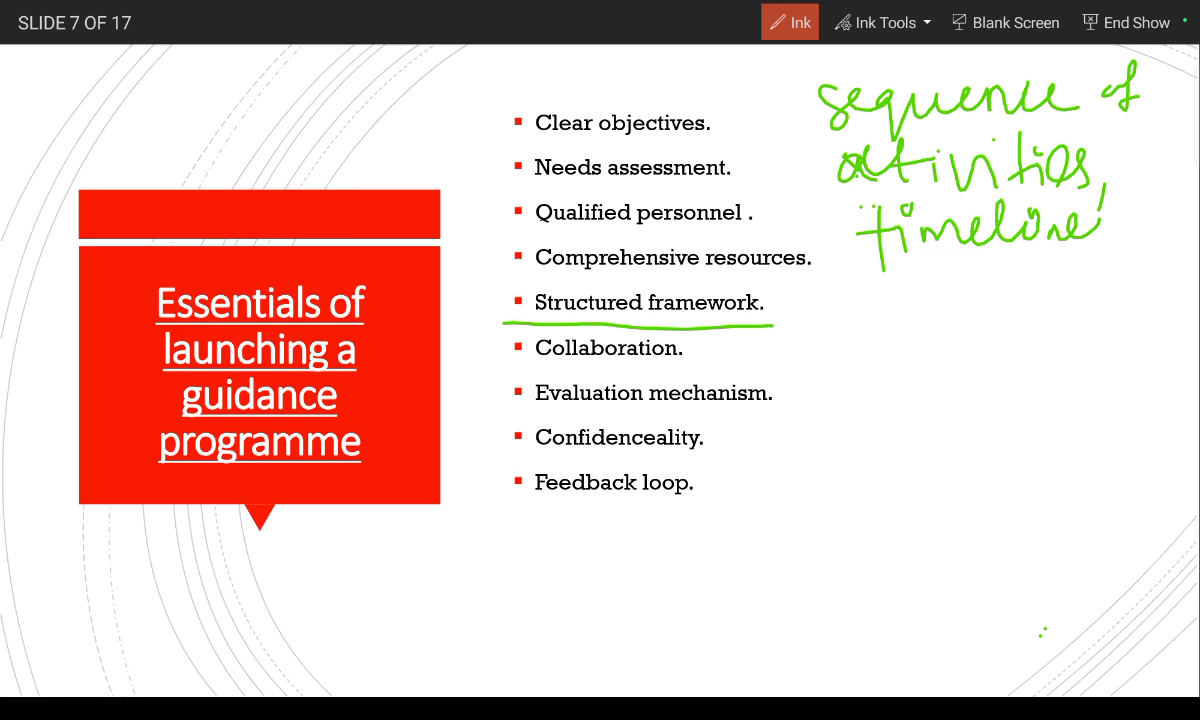 SLIDE 7 OF 17
Ink
Ink Tools
Blank Screen
End Show
Essentials of
launching a
guidance
programme
Clear objectives.
Needs assessment.
Qualified personnel .
Comprehensive resources.
Structured framework.
Collaboration.
Evaluation mechanism.
Confidenceality.
Feedback loop.
sequence of
activities,
timeline